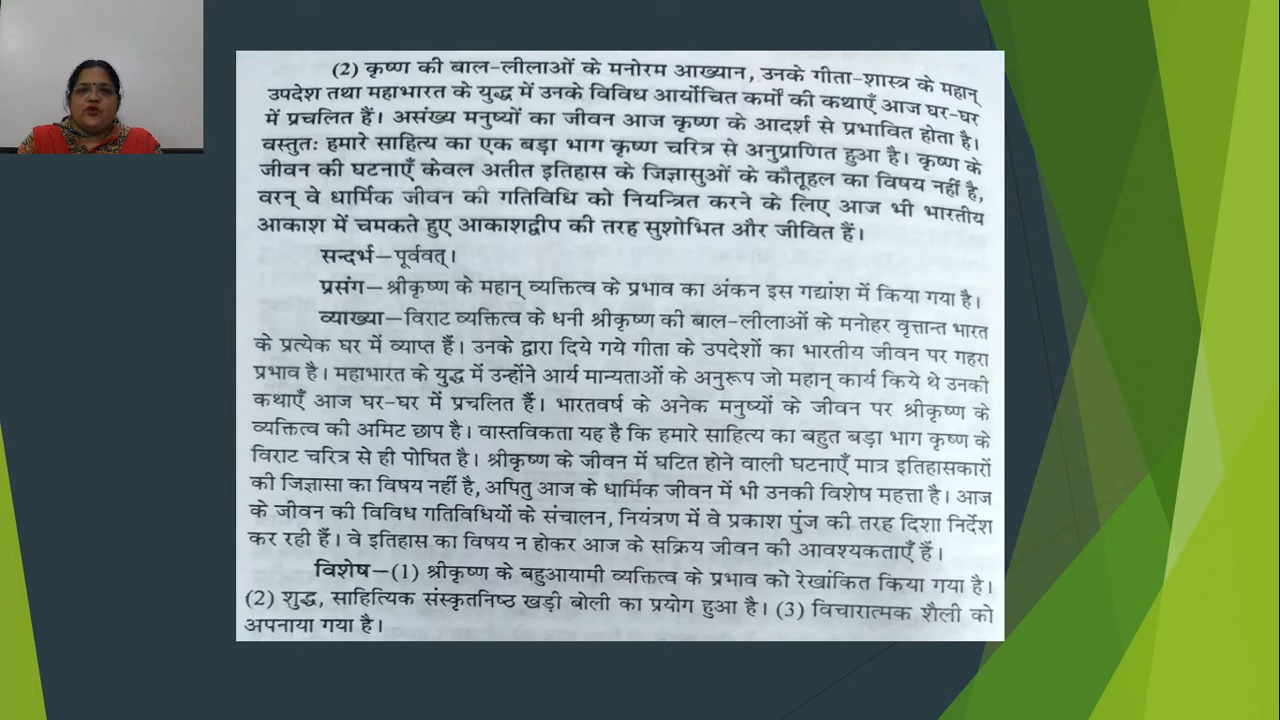 (2) कृष्ण की बाल-लीलाओं के मनोरम आख्यान, उनके गीता-शास्त्र के महान्
उपदेश तथा महाभारत के युद्ध में उनके विविध आर्योचित कर्मों की कथाएँ आज घर-घर
में प्रचलित हैं। असंख्य मनुष्यों का जीवन आज कृष्ण के आदर्श से प्रभावित होता है।
वस्तुतः हमारे साहित्य का एक बड़ा भाग कृष्ण चरित्र से अनुप्राणित हुआ है। कृष्ण के
जीवन की घटनाएँ केवल अतीत इतिहास के जिज्ञासुओं के कौतूहल का विषय नहीं है,
वरन् वे धार्मिक जीवन की गतिविधि को नियन्त्रित करने के लिए आज भी भारतीय
आकाश में चमकते हुए आकाशद्वीप की तरह सुशोभित और जीवित हैं।
सन्दर्भ—पूर्ववत्।
प्रसंग—श्रीकृष्ण के महान् व्यक्तित्व के प्रभाव का अंकन इस गद्यांश में किया गया है।
व्याख्या—विराट व्यक्तित्व के धनी श्रीकृष्ण की बाल-लीलाओं के मनोहर वृत्तान्त भारत
के प्रत्येक घर में व्याप्त हैं। उनके द्वारा दिये गये गीता के उपदेशों का भारतीय जीवन पर गहरा
प्रभाव है। महाभारत के युद्ध में उन्होंने आर्य मान्यताओं के अनुरूप जो महान् कार्य किये थे उनकी
कथाएँ आज घर-घर में प्रचलित हैं। भारतवर्ष के अनेक मनुष्यों के जीवन पर श्रीकृष्ण के
व्यक्तित्व की अमिट छाप है। वास्तविकता यह है कि हमारे साहित्य का बहुत बड़ा भाग कृष्ण के
विराट चरित्र से ही पोषित है। श्रीकृष्ण के जीवन में घटित होने वाली घटनाएँ मात्र इतिहासकारों
की जिज्ञासा का विषय नहीं है, अपितु आज के धार्मिक जीवन में भी उनकी विशेष महत्ता है। आज
के जीवन की विविध गतिविधियों के संचालन, नियंत्रण में वे प्रकाश पुंज की तरह दिशा निर्देश
कर रही हैं। वे इतिहास का विषय न होकर आज के सक्रिय जीवन की आवश्यकताएँ हैं।
विशेष—(1) श्रीकृष्ण के बहुआयामी व्यक्तित्व के प्रभाव को रेखांकित किया गया है।
(2) शुद्ध, साहित्यिक संस्कृतनिष्ठ खड़ी बोली का प्रयोग हुआ है। (3) विचारात्मक शैली को
अपनाया गया है।